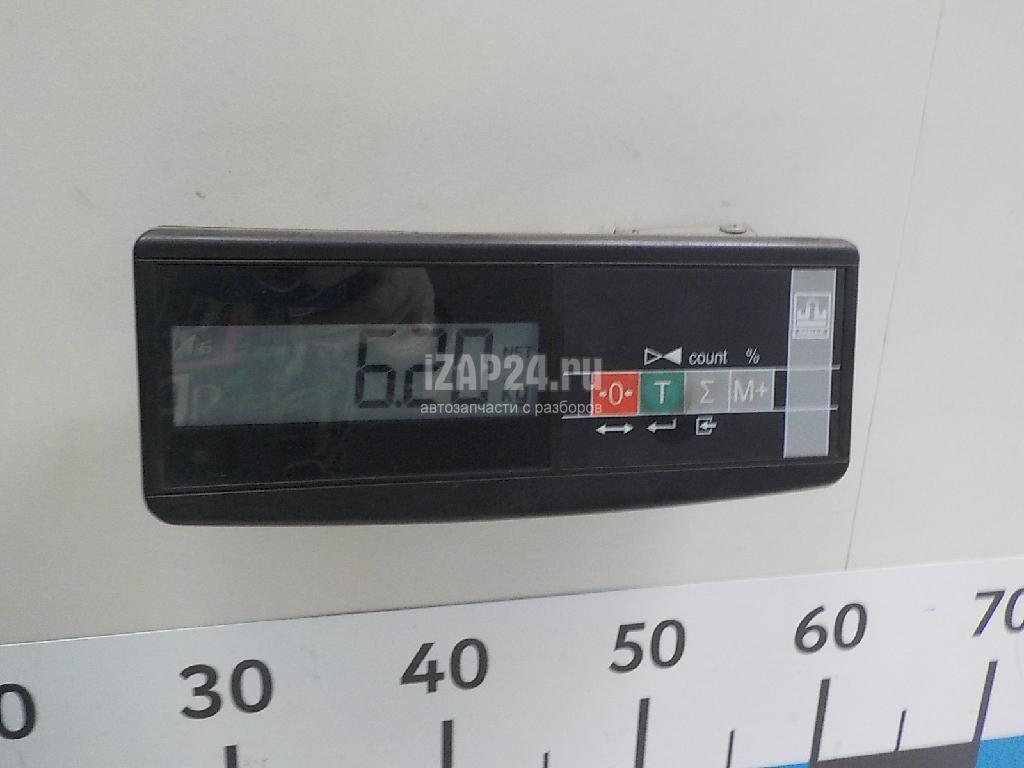 6.20
NET
kg
iZAP24.ru
автозапчасти с разборов
count %
→0←
T
Σ
M+
30
40
50
60
70